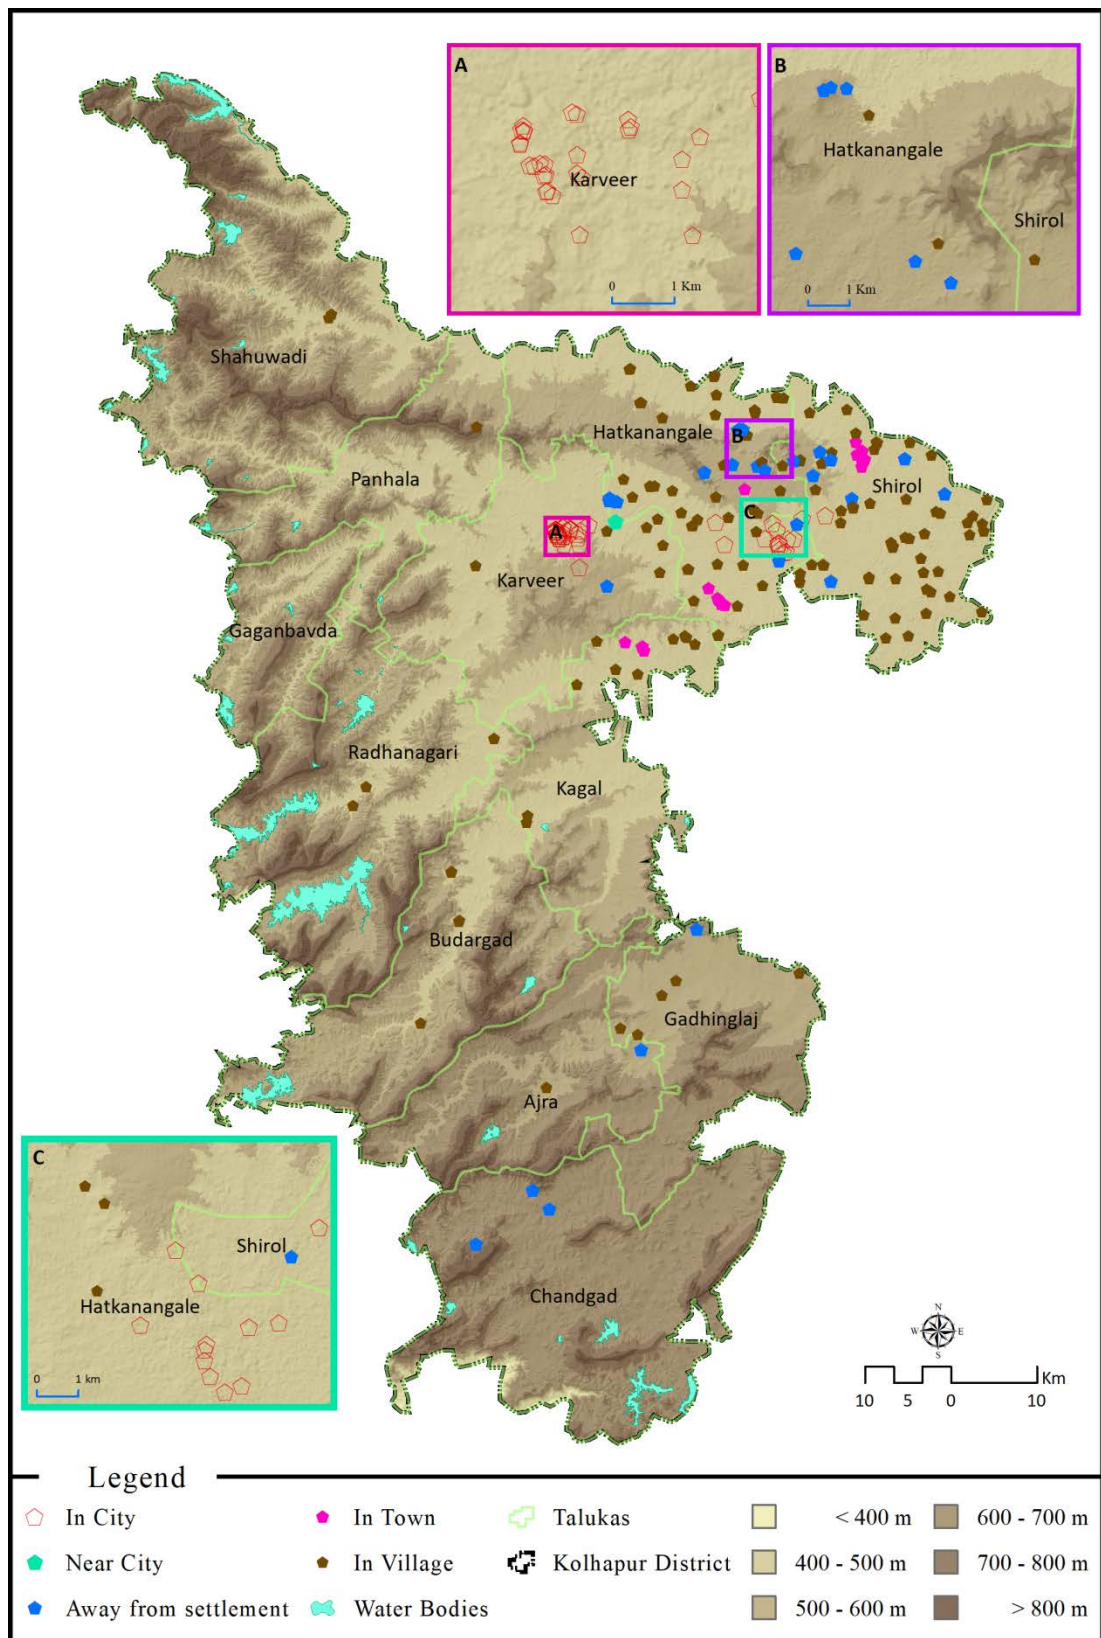 A
Karveer
0 1 Km
B
Hatkanangale
Shirol
0 1 Km
Shahuwadi
Hatkanangale
B
Panhala
Shirol
C
A
Karveer
Gaganbavda
Radhanagari
Kagal
Budargad
Gadhinglaj
Ajra
Chandgad
C
Shirol
Hatkanangale
0 1 km
N
W E
S
Km
10 5 0 10
Legend
In City In Town Talukas < 400 m 600 - 700 m
Near City In Village Kolhapur District 400 - 500 m 700 - 800 m
Away from settlement Water Bodies 500 - 600 m > 800 m